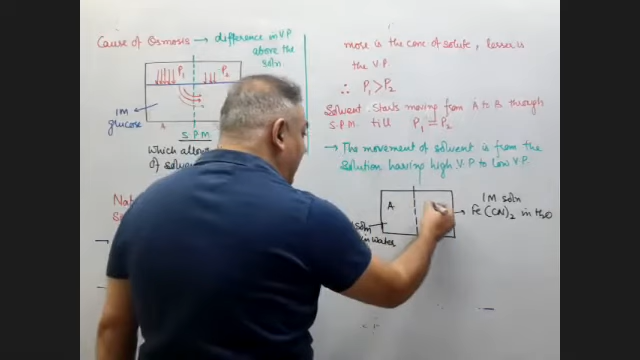 Cause of Osmosis → difference in V.P.
above the
soln
P1
P2
1M
glucose
A
S.P.M.
Which allow
of solve
Na
S
more is the conc of solute, lesser is
the V.P.
∴ P1 > P2
Solvent starts moving from A to B through
S.P.M. till P1 = P2
→ The movement of solvent is from the
solution having high V.P to low V.P.
A
soln
in water
1M soln
→ Fe(CN)2 in H2O